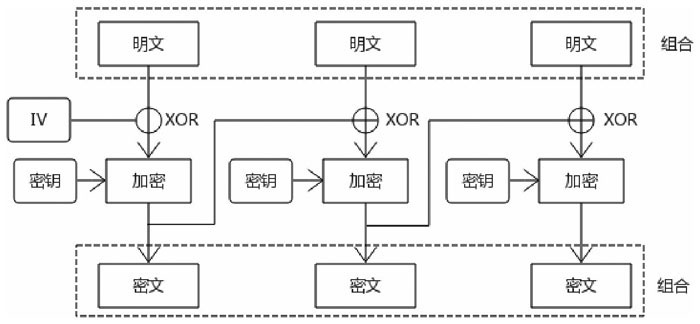 明文 明文 明文 组合
IV XOR XOR XOR
密钥 加密 密钥 加密 密钥 加密
密文 密文 密文 组合